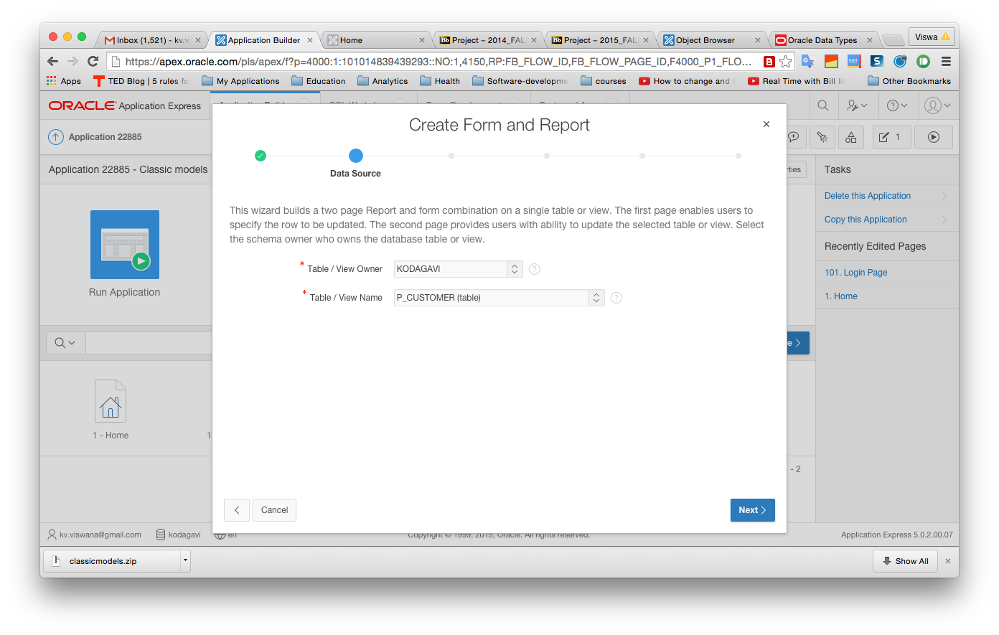 Inbox (1,521) - kv.vi
Application Builder
Home
Bb Project – 2014_FAL
Bb Project – 2015_FAL
Object Browser
Oracle Data Types
Viswa
https://apex.oracle.com/pls/apex/f?p=4000:1:101014839439293::NO:1,4150,RP:FB_FLOW_ID,FB_FLOW_PAGE_ID,F4000_P1_FLO...
Apps
TED Blog | 5 rules fo
My Applications
Education
Analytics
Health
Software-developme
courses
How to change and
Real Time with Bill M
Other Bookmarks
ORACLE Application Express
Application 22885
1
Application 22885 - Classic models
rties
Create Form and Report
Data Source
This wizard builds a two page Report and form combination on a single table or view. The first page enables users to
specify the row to be updated. The second page provides users with ability to update the selected table or view. Select
the schema owner who owns the database table or view.
* Table / View Owner
KODAGAVI
?
* Table / View Name
P_CUSTOMER (table)
?
Cancel
Next
Run Application
e
1 - Home
1
- 2
Tasks
Delete this Application
Copy this Application
Recently Edited Pages
101. Login Page
1. Home
kv.viswana@gmail.com
kodagavi
en
Copyright © 1999, 2015, Oracle. All rights reserved.
Application Express 5.0.2.00.07
classicmodels.zip
Show All